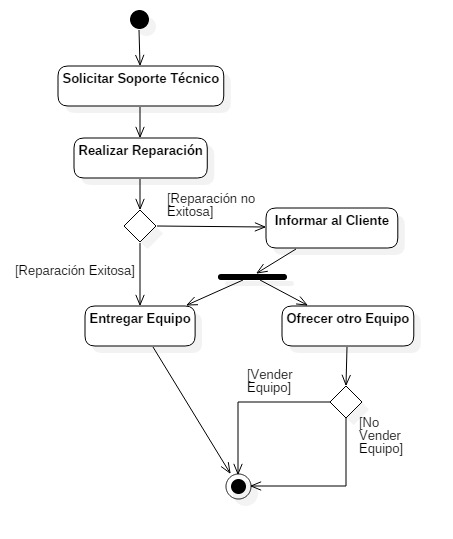 Solicitar Soporte Técnico
Realizar Reparación
[Reparación no
Exitosa]
Informar al Cliente
[Reparación Exitosa]
Entregar Equipo
Ofrecer otro Equipo
[Vender
Equipo]
[No
Vender
Equipo]